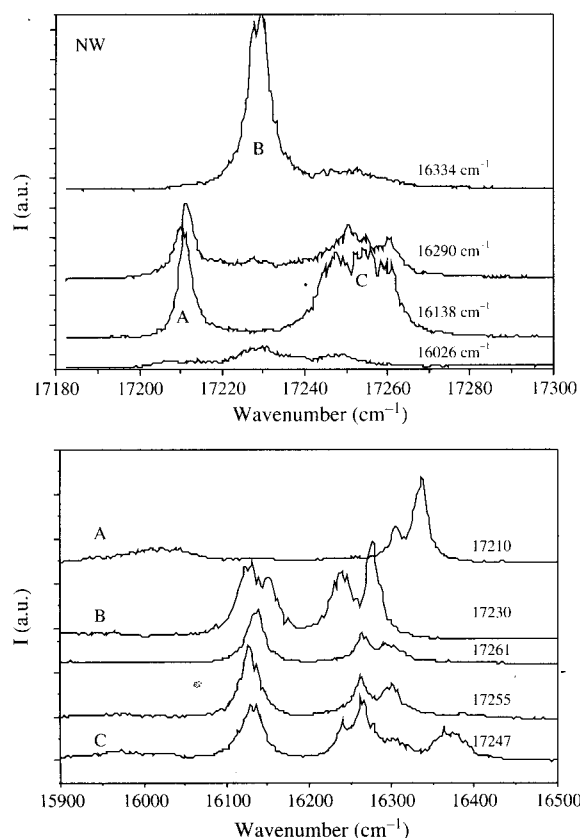 NW
B
16334 cm⁻¹
I (a.u.)
16290 cm⁻¹
C
16138 cm⁻¹
A
16026 cm⁻¹
17180 17200 17220 17240 17260 17280 17300
Wavenumber (cm⁻¹)
A
17210
I (a.u.)
B
17230
17261
17255
C
17247
15900 16000 16100 16200 16300 16400 16500
Wavenumber (cm⁻¹)